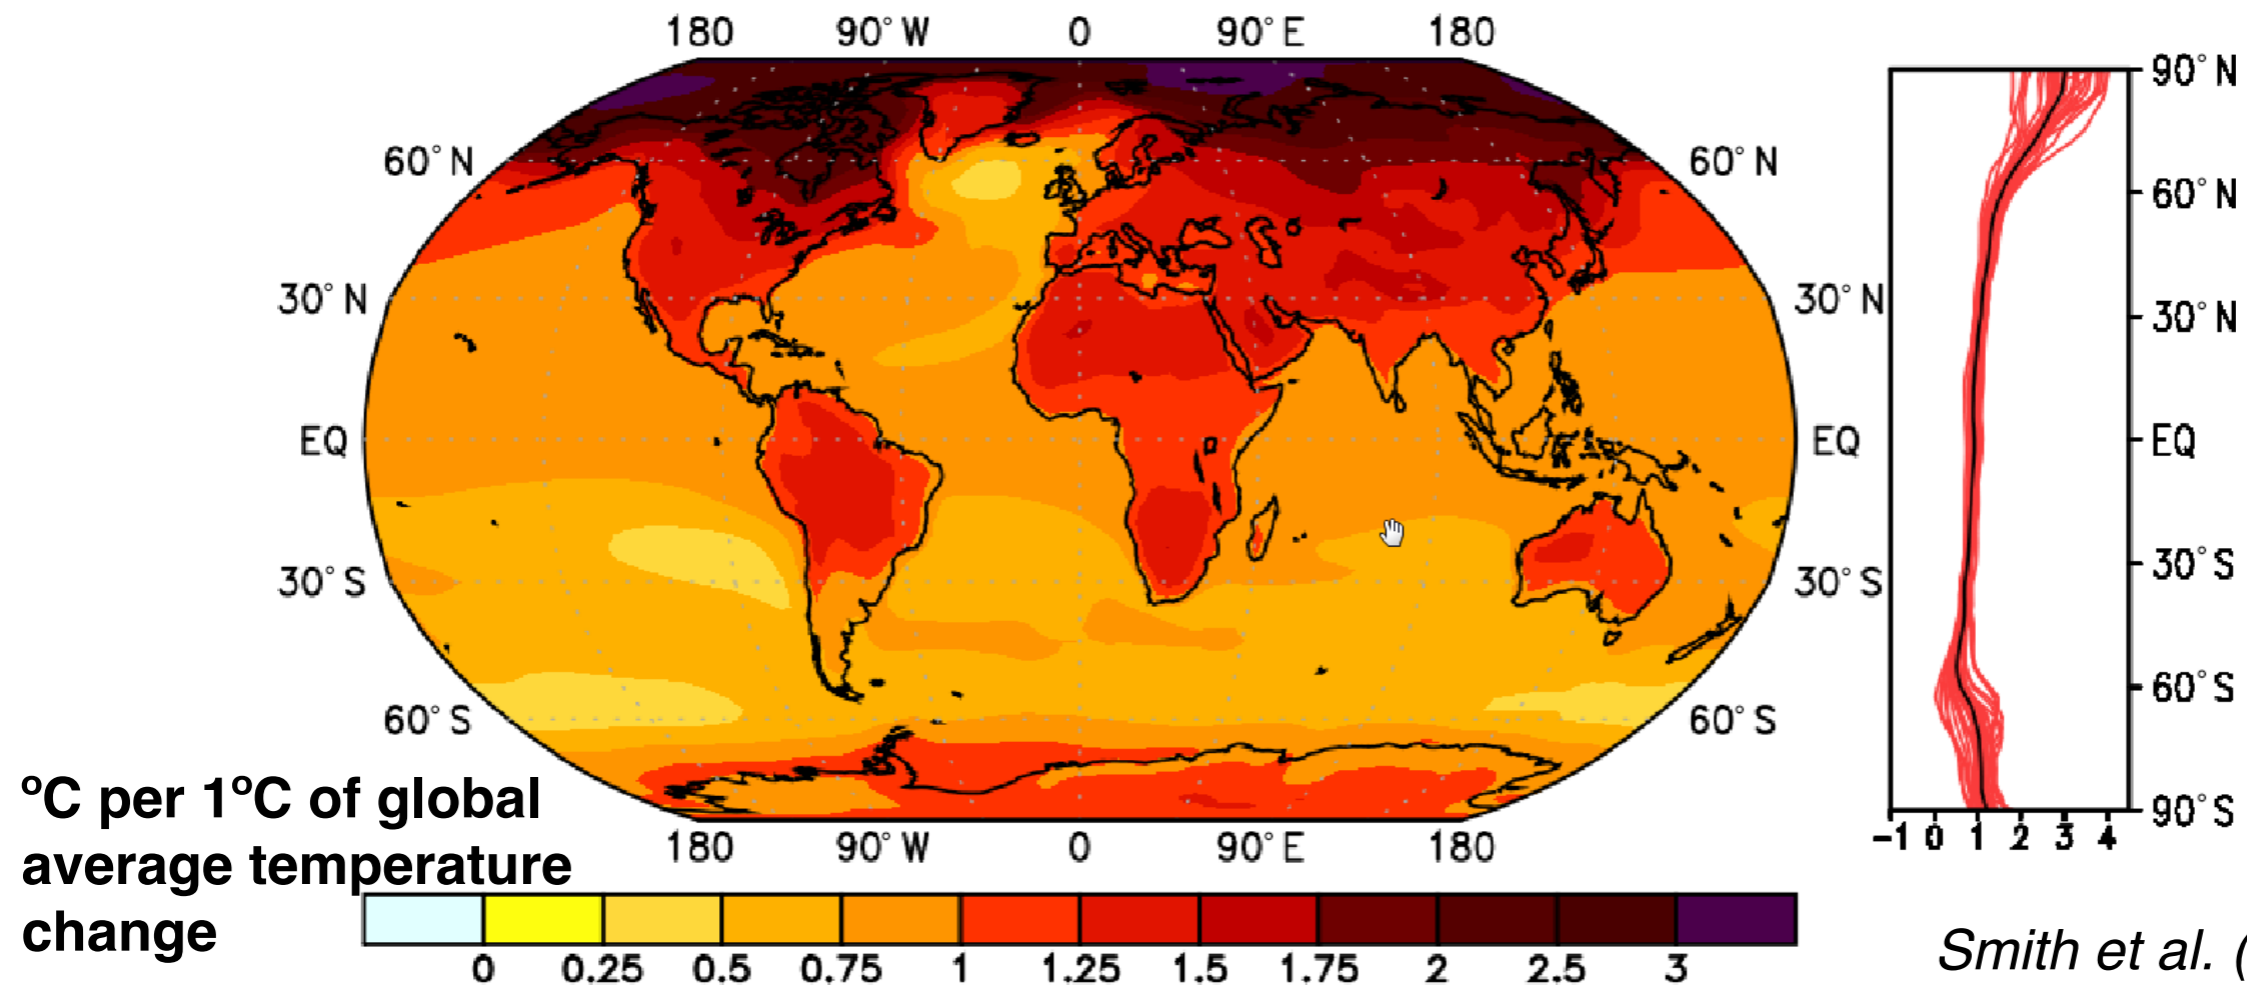 180 90°W 0 90°E 180
90°N
60°N 60°N 60°N
30°N 30°N 30°N
EQ EQ EQ
30°S 30°S 30°S
60°S 60°S 60°S
90°S
180 90°W 0 90°E 180
-1 0 1 2 3 4
ºC per 1ºC of global
average temperature
change
0 0.25 0.5 0.75 1 1.25 1.5 1.75 2 2.5 3
Smith et al. (